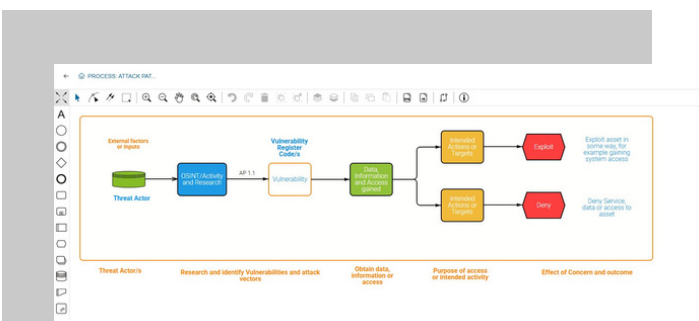 PROCESS: ATTACK PAT...
A
External factors
or Inputs
Threat Actor
OSINT/Activity
and Research
AP 1.1
Vulnerability
Register
Code/s
Vulnerability
Data,
Information
and Access
gained
Intended
Actions or
Targets
Exploit
Exploit asset in
some way, for
example gaining
system access
Intended
Actions or
Targets
Deny
Deny Service,
data or access to
asset
Threat Actor/s
Research and identify Vulnerabilities and attack
vectors
Obtain data,
information or
access
Purpose of access
or intended activity
Effect of Concern and outcome